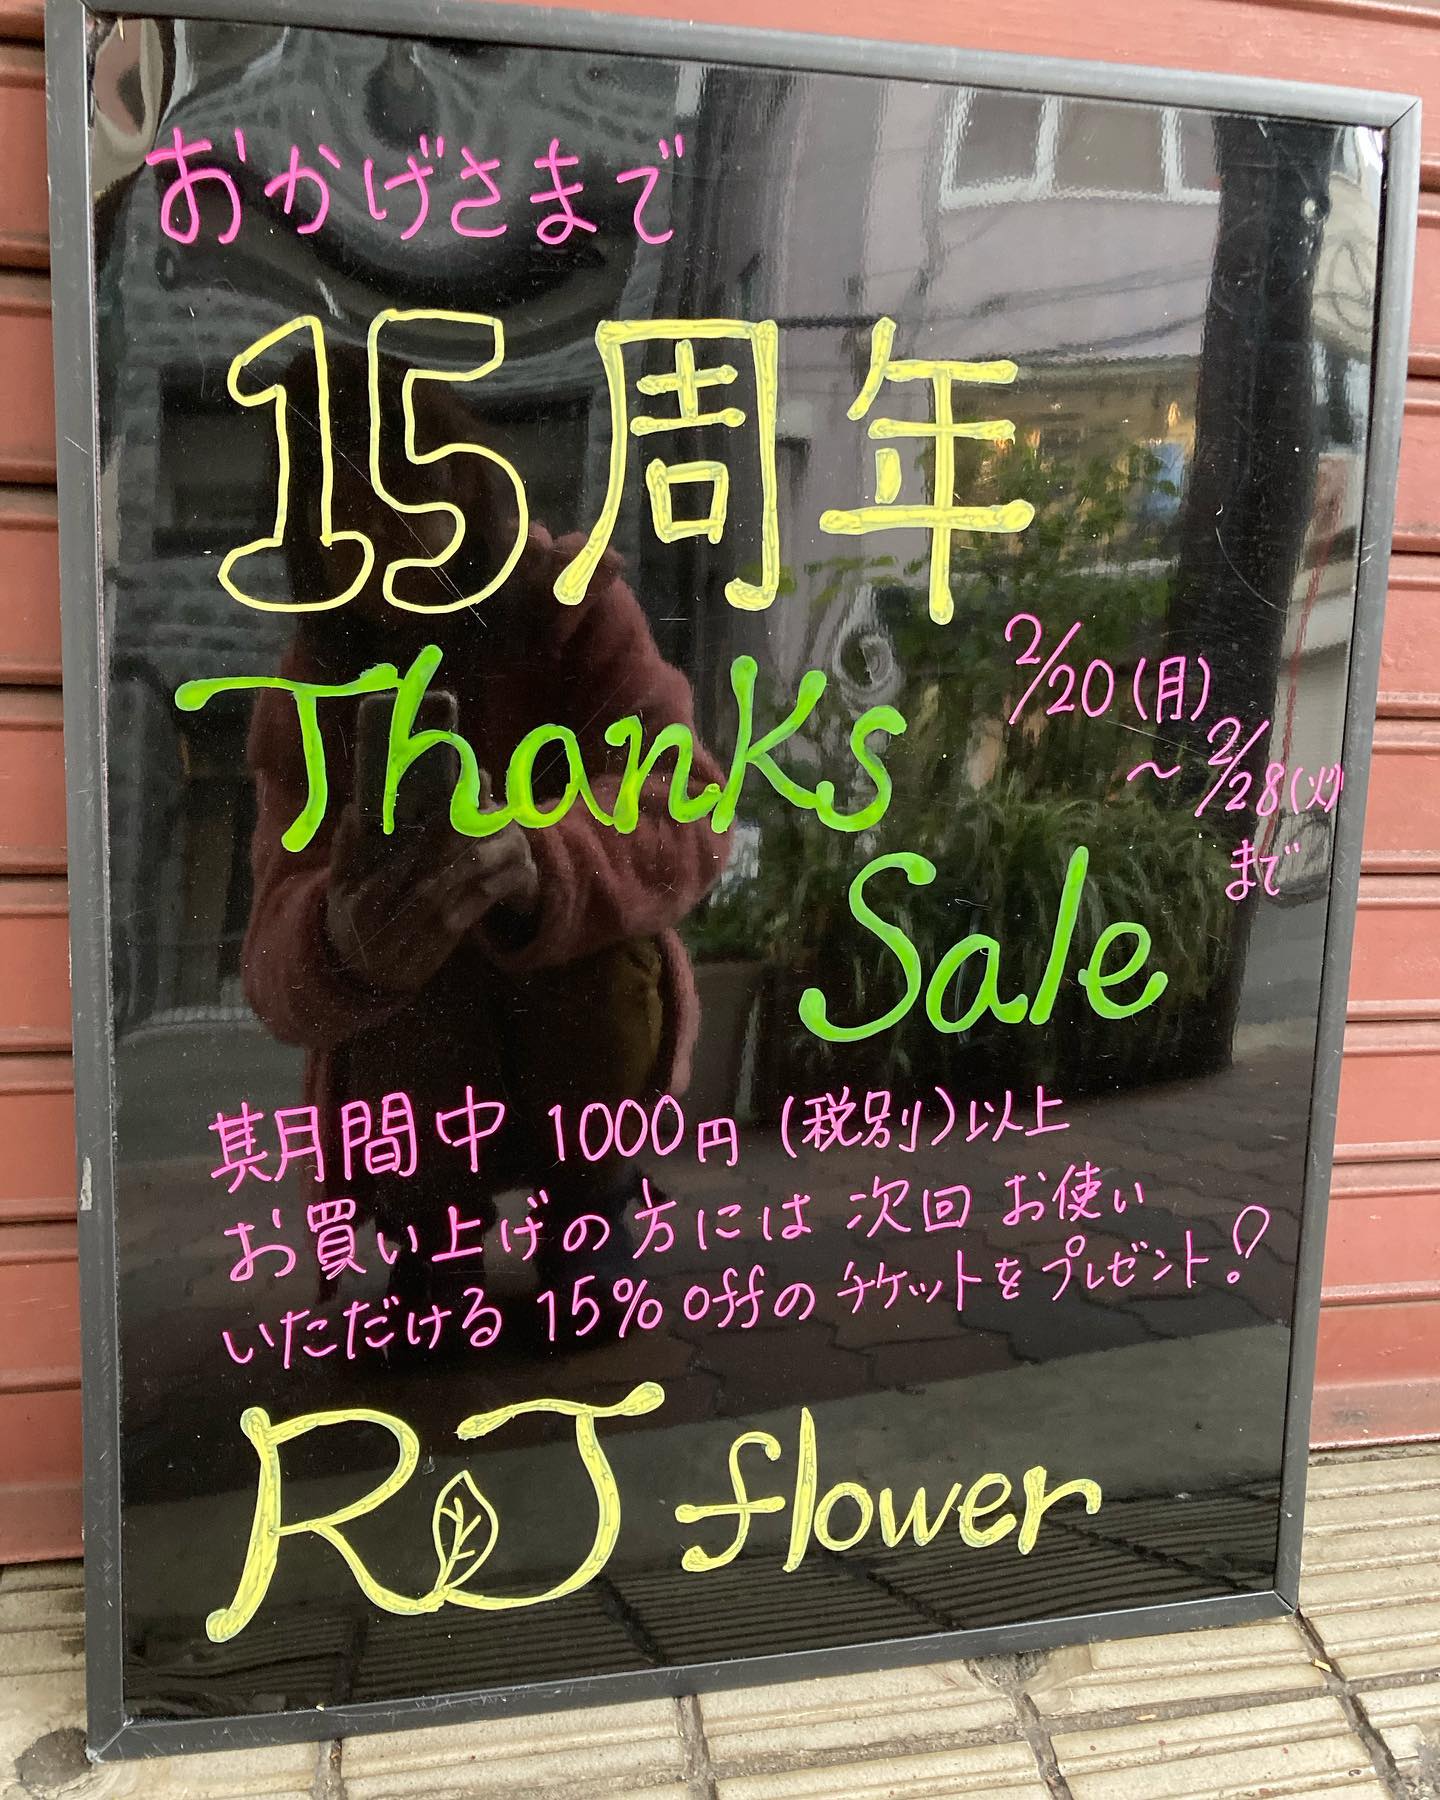 おかげさまで
15周年
Thanks
2/20(月)
～2/28(火)
まで
Sale
期間中 1000円(税別)以上
お買い上げの方には 次回 お使い
いただける 15% offの チケットを プレゼント!
RJ flower